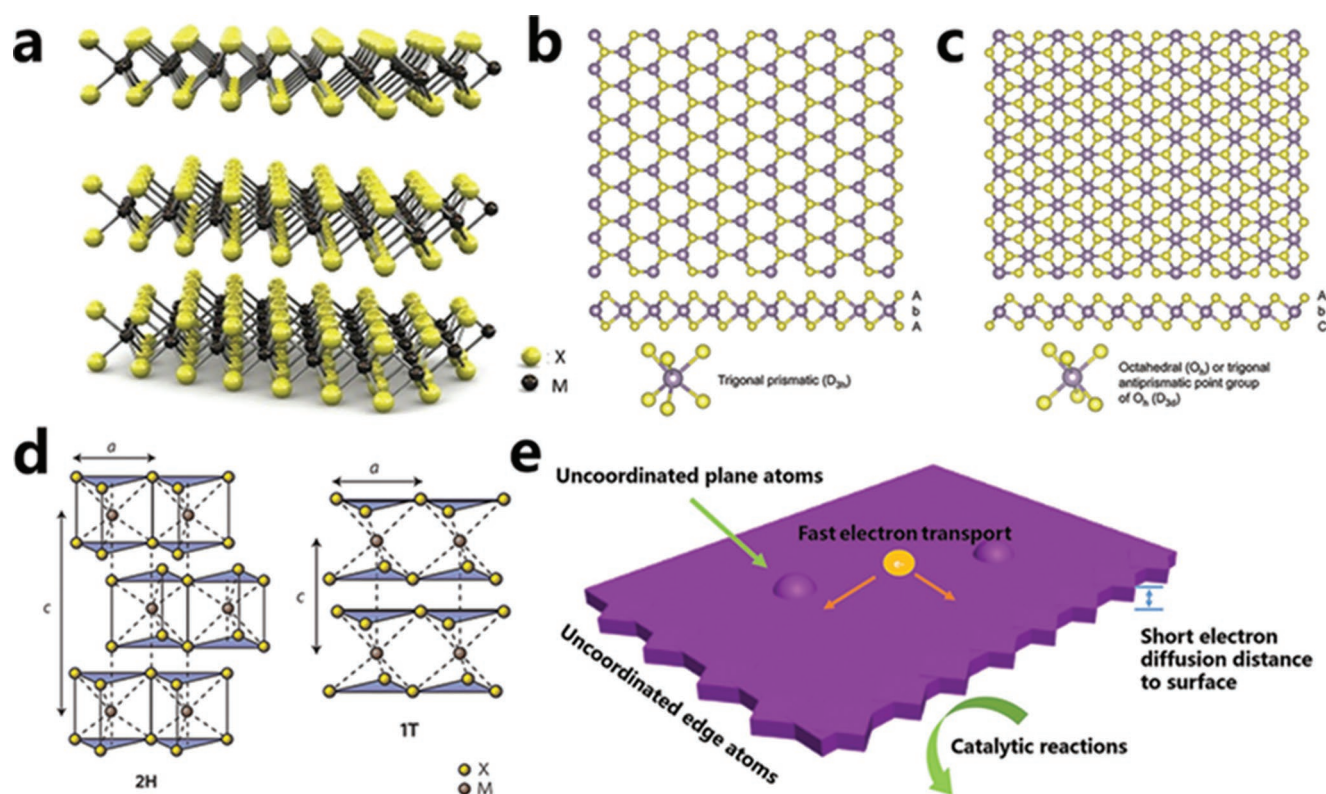 a
: X
: M
b
A
b
A
Trigonal prismatic (D3h)
c
A
b
C
Octahedral (Oh) or trigonal
antiprismatic point group
of Oh (D3d)
d
a
c
2H
a
c
1T
X
M
e
Uncoordinated plane atoms
Fast electron transport
e-
Uncoordinated edge atoms
Short electron
diffusion distance
to surface
Catalytic reactions